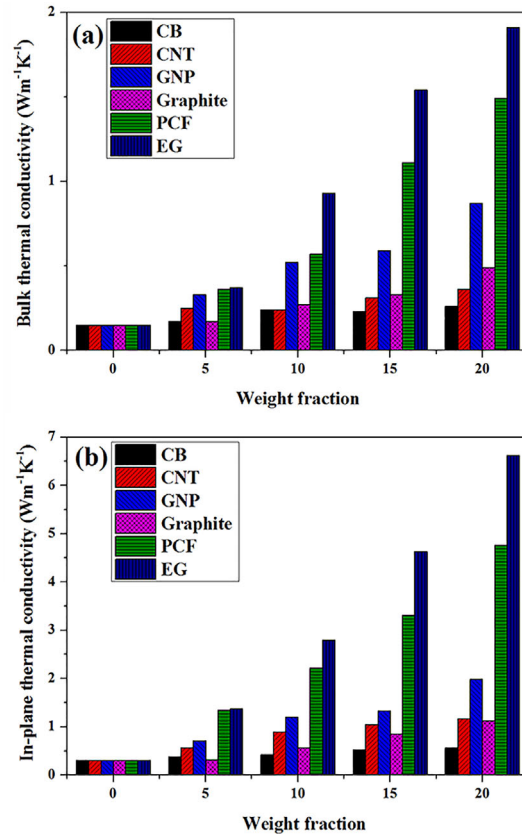 (a)
CB
CNT
GNP
Graphite
PCF
EG
Bulk thermal conductivity (Wm⁻¹K⁻¹)
2
1
0
0 5 10 15 20
Weight fraction
(b)
CB
CNT
GNP
Graphite
PCF
EG
In-plane thermal conductivity (Wm⁻¹K⁻¹)
7
6
5
4
3
2
1
0
0 5 10 15 20
Weight fraction